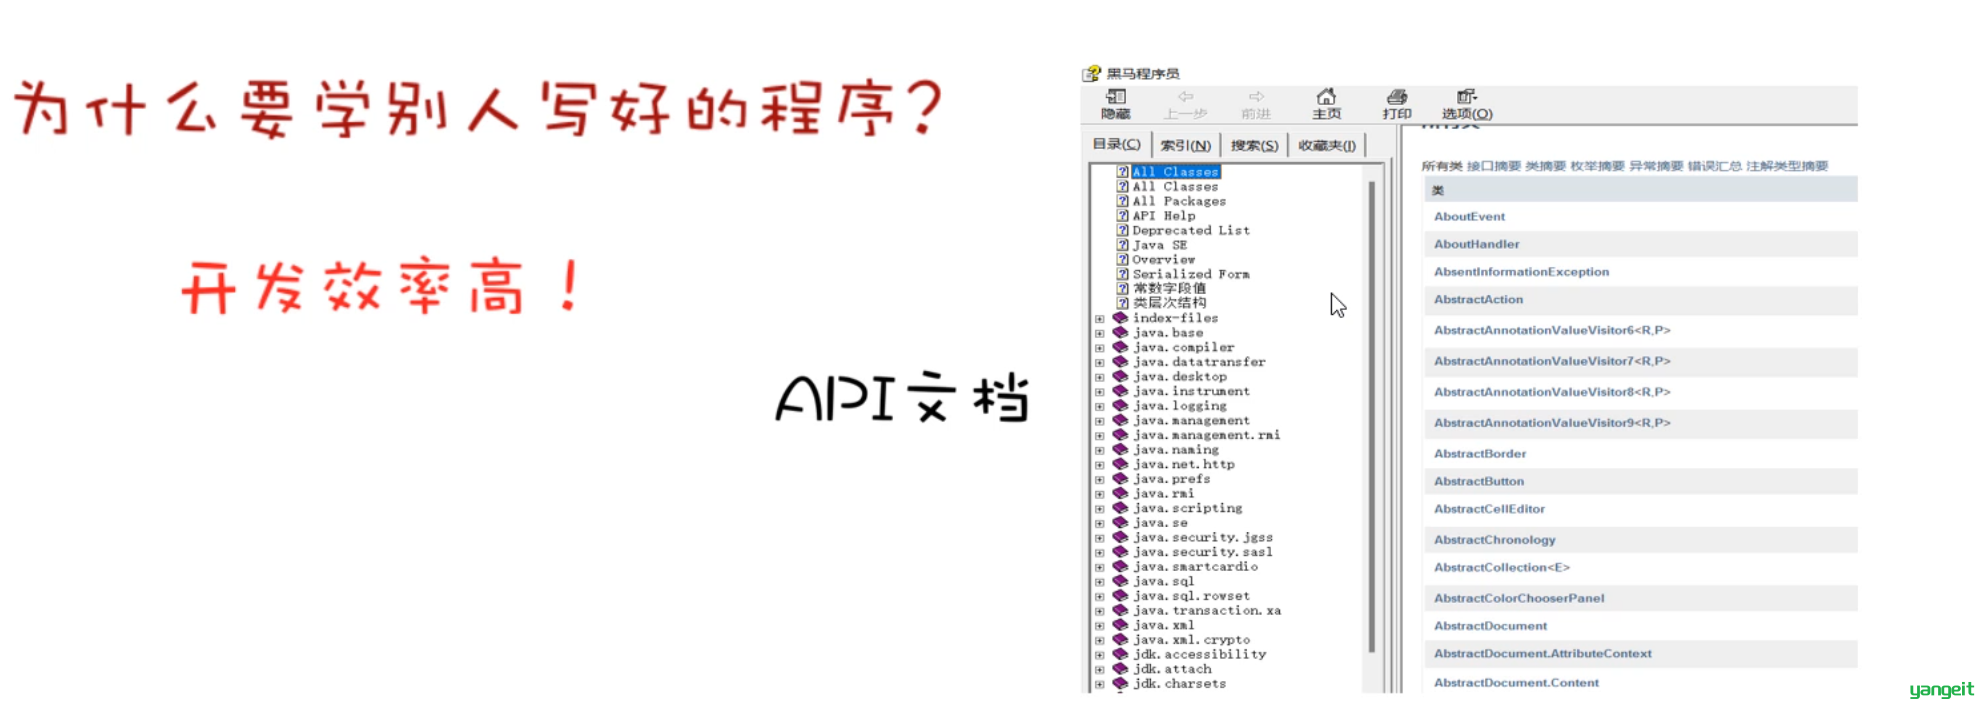 为什么要学别人写好的程序?
开发效率高!
API文档
黑马程序员
隐藏 上一步 前进 主页 打印 选项(O)
目录(C) 索引(N) 搜索(S) 收藏夹(I)
All Classes
All Classes
All Packages
API Help
Deprecated List
Java SE
Overview
Serialized Form
常数字段值
类层次结构
index-files
java.base
java.compiler
java.datatransfer
java.desktop
java.instrument
java.logging
java.management
java.management.rmi
java.naming
java.net.http
java.prefs
java.rmi
java.scripting
java.se
java.security.jgss
java.security.sasl
java.smartcardio
java.sql
java.sql.rowset
java.transaction.xa
java.xml
java.xml.crypto
jdk.accessibility
jdk.attach
jdk.charsets
所有类 接口摘要 类摘要 枚举摘要 异常摘要 错误汇总 注解类型摘要
类
AboutEvent
AboutHandler
AbsentInformationException
AbstractAction
AbstractAnnotationValueVisitor6<R,P>
AbstractAnnotationValueVisitor7<R,P>
AbstractAnnotationValueVisitor8<R,P>
AbstractAnnotationValueVisitor9<R,P>
AbstractBorder
AbstractButton
AbstractCellEditor
AbstractChronology
AbstractCollection<E>
AbstractColorChooserPanel
AbstractDocument
AbstractDocument.AttributeContext
AbstractDocument.Content
yangeit